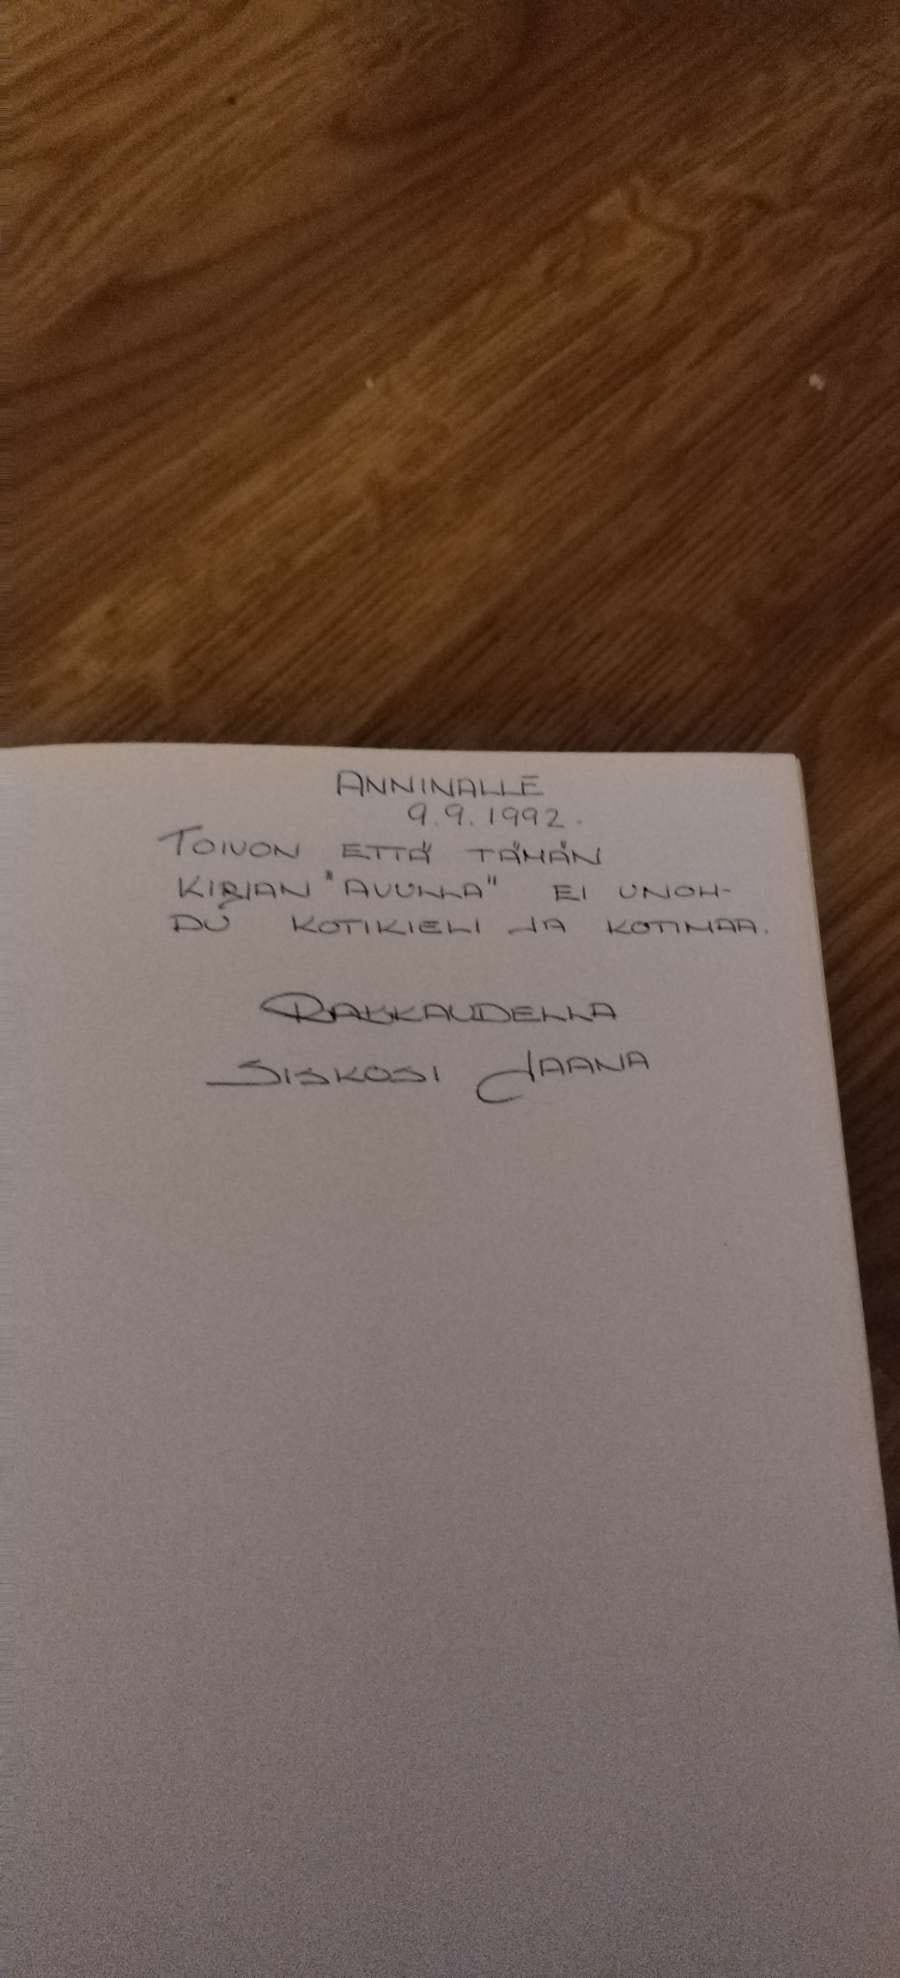 ANNINALLE
9.9.1992.
TOIVON ETTÄ TÄMÄN
KIRJAN "AVULLA" EI UNOH-
DU KOTIKIELI JA KOTIMAA.
RAKKAUDELLA
SISKOSI JAANA